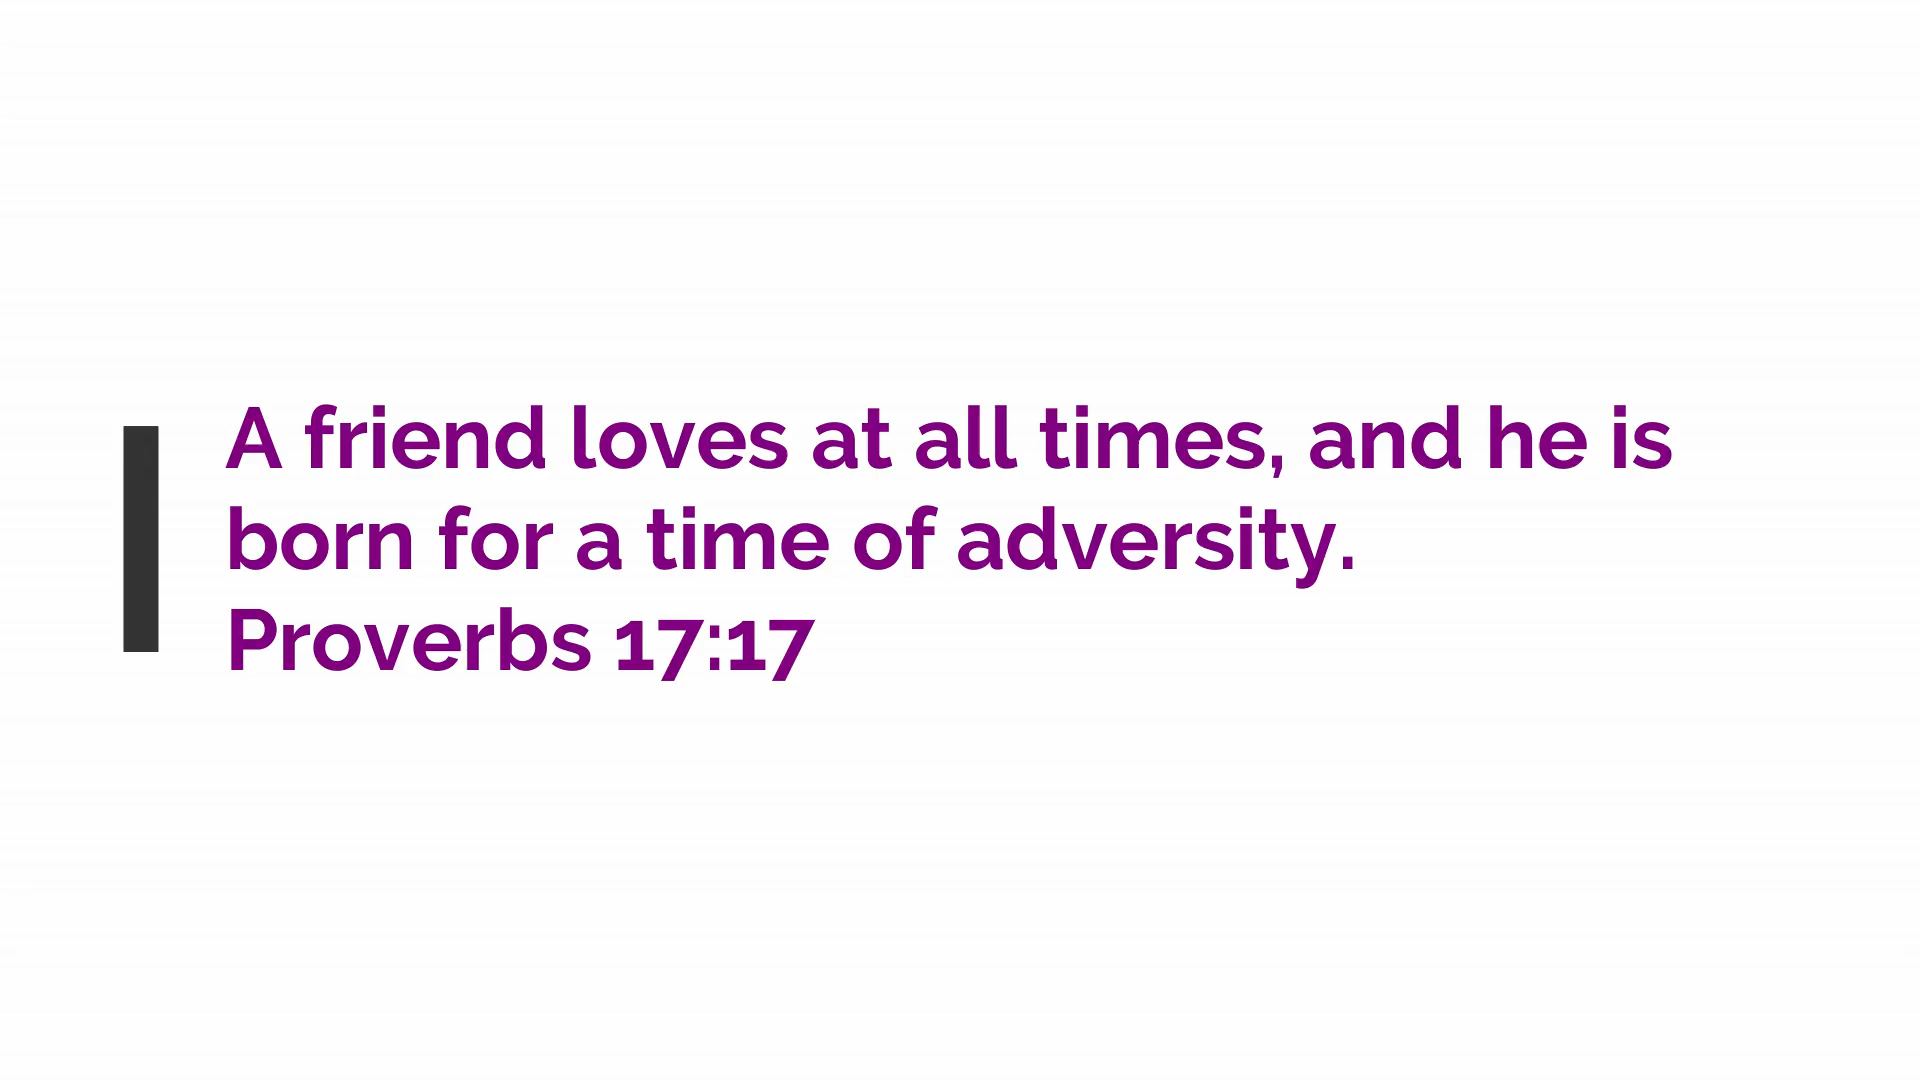 A friend loves at all times, and he is
born for a time of adversity.
Proverbs 17:17